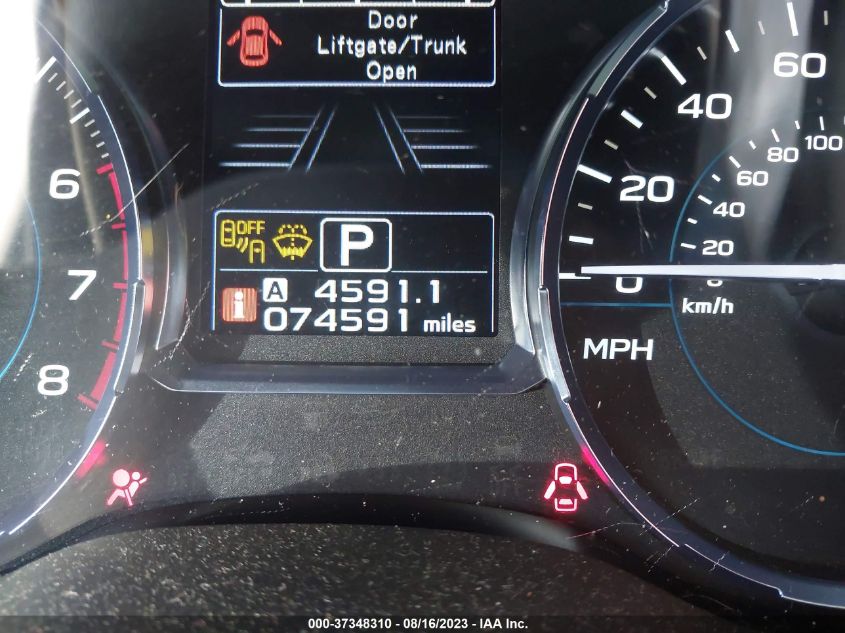 Door
Liftgate/Trunk
Open
60
40
20
0
100
80
60
40
20
0
km/h
MPH
6
7
8
OFF
P
A 4591.1
i 074591 miles
000-37348310 - 08/16/2023 - IAA Inc.